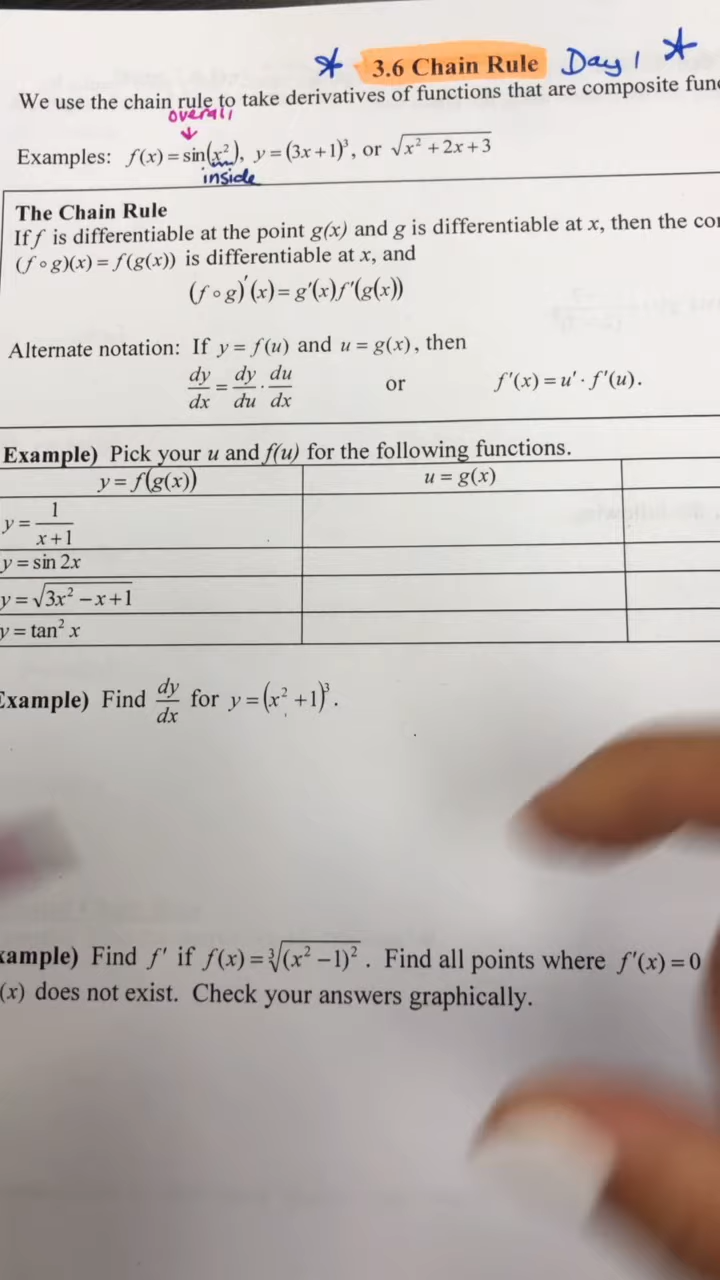 * 3.6 Chain Rule Day 1 *
We use the chain rule to take derivatives of functions that are composite
overall
Examples: f(x) = sin(x²), y = (3x+1)³, or √(x² + 2x + 3)
inside
The Chain Rule
If f is differentiable at the point g(x) and g is differentiable at x, then the
(f∘g)(x) = f(g(x)) is differentiable at x, and
(f∘g)′(x) = g′(x)f′(g(x))
Alternate notation: If y = f(u) and u = g(x), then
dy/dx = dy/du · du/dx or f′(x) = u′ · f′(u).
Example) Pick your u and f(u) for the following functions.
y = f(g(x)) u = g(x)
y = 1/(x+1)
y = sin 2x
y = √(3x² − x + 1)
y = tan² x
Example) Find dy/dx for y = (x² + 1)³.
xample) Find f′ if f(x) = ∛((x² − 1)²). Find all points where f′(x) = 0
(x) does not exist. Check your answers graphically.